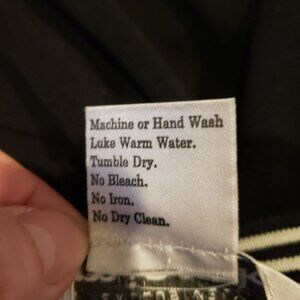 Machine or Hand Wash
Luke Warm Water.
Tumble Dry.
No Bleach.
No Iron.
No Dry Clean.